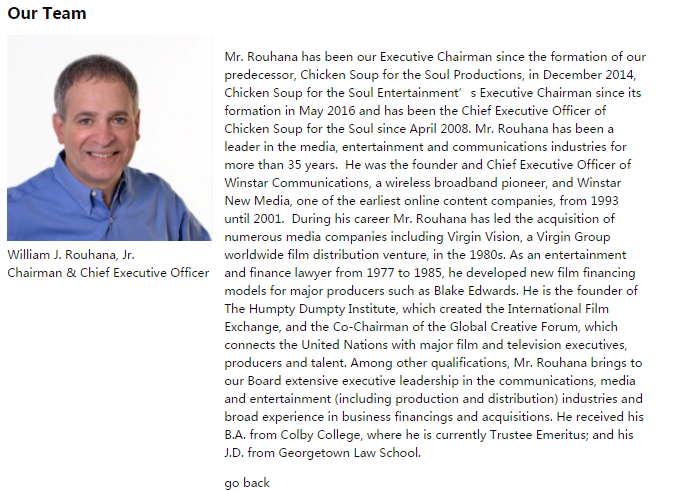 Our Team
William J. Rouhana, Jr.
Chairman & Chief Executive Officer
Mr. Rouhana has been our Executive Chairman since the formation of our
predecessor, Chicken Soup for the Soul Productions, in December 2014,
Chicken Soup for the Soul Entertainment’s Executive Chairman since its
formation in May 2016 and has been the Chief Executive Officer of
Chicken Soup for the Soul since April 2008. Mr. Rouhana has been a
leader in the media, entertainment and communications industries for
more than 35 years.  He was the founder and Chief Executive Officer of
Winstar Communications, a wireless broadband pioneer, and Winstar
New Media, one of the earliest online content companies, from 1993
until 2001.  During his career Mr. Rouhana has led the acquisition of
numerous media companies including Virgin Vision, a Virgin Group
worldwide film distribution venture, in the 1980s. As an entertainment
and finance lawyer from 1977 to 1985, he developed new film financing
models for major producers such as Blake Edwards. He is the founder of
The Humpty Dumpty Institute, which created the International Film
Exchange, and the Co-Chairman of the Global Creative Forum, which
connects the United Nations with major film and television executives,
producers and talent. Among other qualifications, Mr. Rouhana brings to
our Board extensive executive leadership in the communications, media
and entertainment (including production and distribution) industries and
broad experience in business financings and acquisitions. He received his
B.A. from Colby College, where he is currently Trustee Emeritus; and his
J.D. from Georgetown Law School.
go back